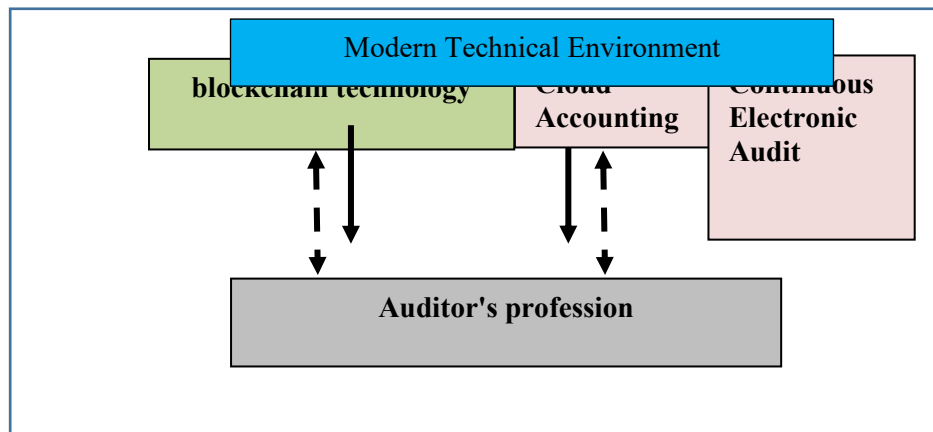 Modern Technical Environment
blockchain technology
Cloud
Accounting
Continuous
Electronic
Audit
Auditor's profession